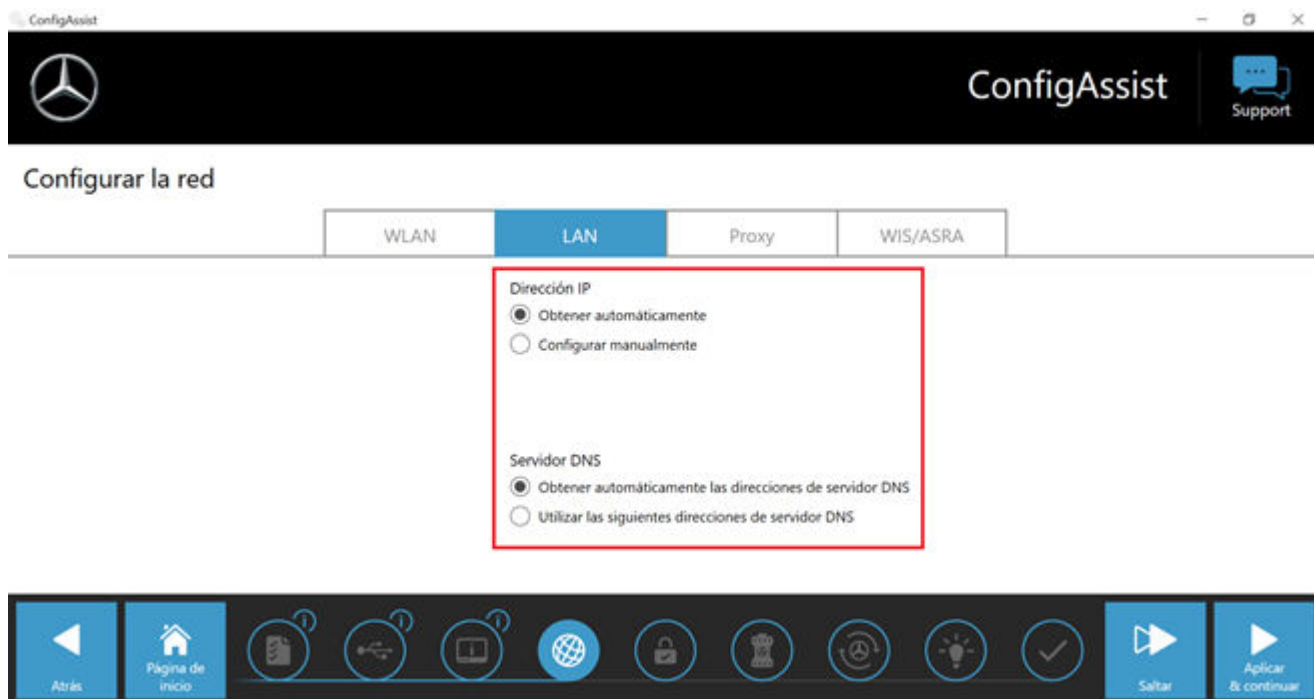 ConfigAssist
ConfigAssist
Support
Configurar la red
WLAN
LAN
Proxy
WIS/ASRA
Dirección IP
Obtener automáticamente
Configurar manualmente
Servidor DNS
Obtener automáticamente las direcciones de servidor DNS
Utilizar las siguientes direcciones de servidor DNS
Atrás
Página de
inicio
Saltar
Aplicar
& continuar